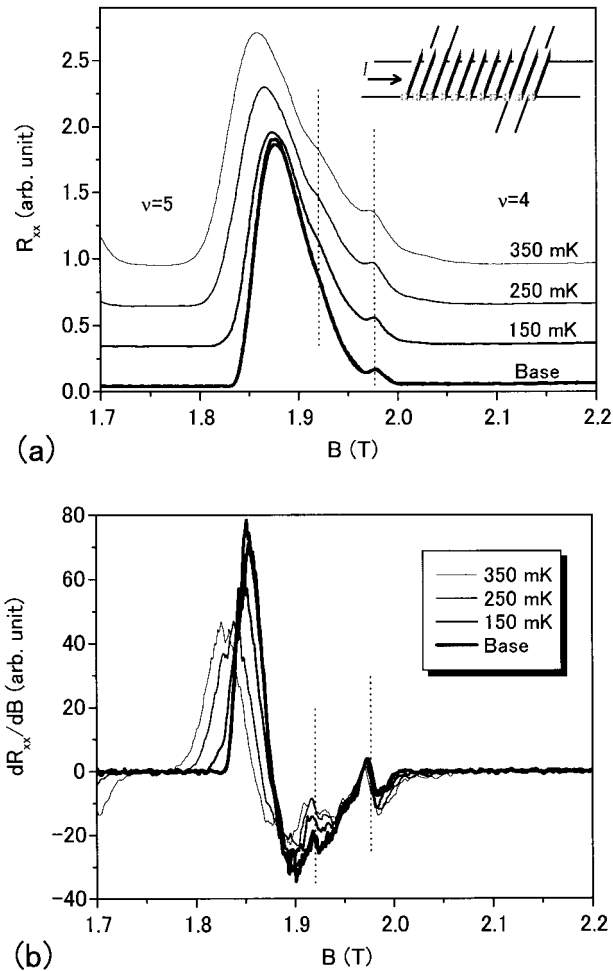 I
2.5
2.0
1.5
1.0
0.5
0.0
R_xx (arb. unit)
ν=5
ν=4
350 mK
250 mK
150 mK
Base
1.7 1.8 1.9 2.0 2.1 2.2
B (T)
(a)
80
60
40
20
0
-20
-40
dR_xx/dB (arb. unit)
350 mK
250 mK
150 mK
Base
1.7 1.8 1.9 2.0 2.1 2.2
B (T)
(b)